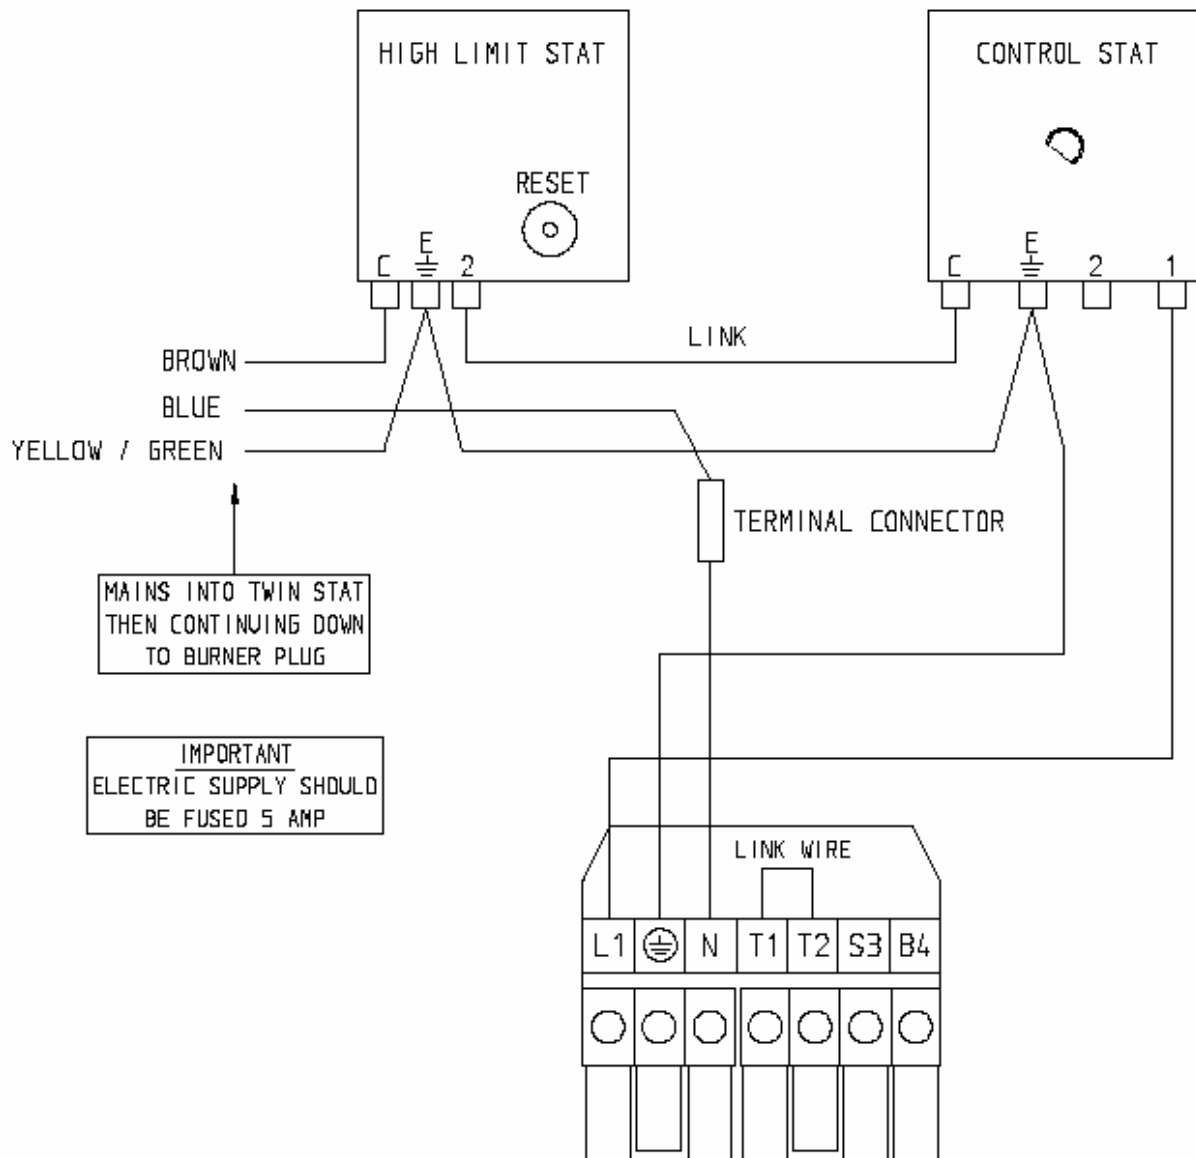 HIGH LIMIT STAT
CONTROL STAT
RESET
C E 2
C E 2 1
LINK
BROWN
BLUE
YELLOW / GREEN
TERMINAL CONNECTOR
MAINS INTO TWIN STAT
THEN CONTINUING DOWN
TO BURNER PLUG
IMPORTANT
ELECTRIC SUPPLY SHOULD
BE FUSED 5 AMP
LINK WIRE
L1 N T1 T2 S3 B4